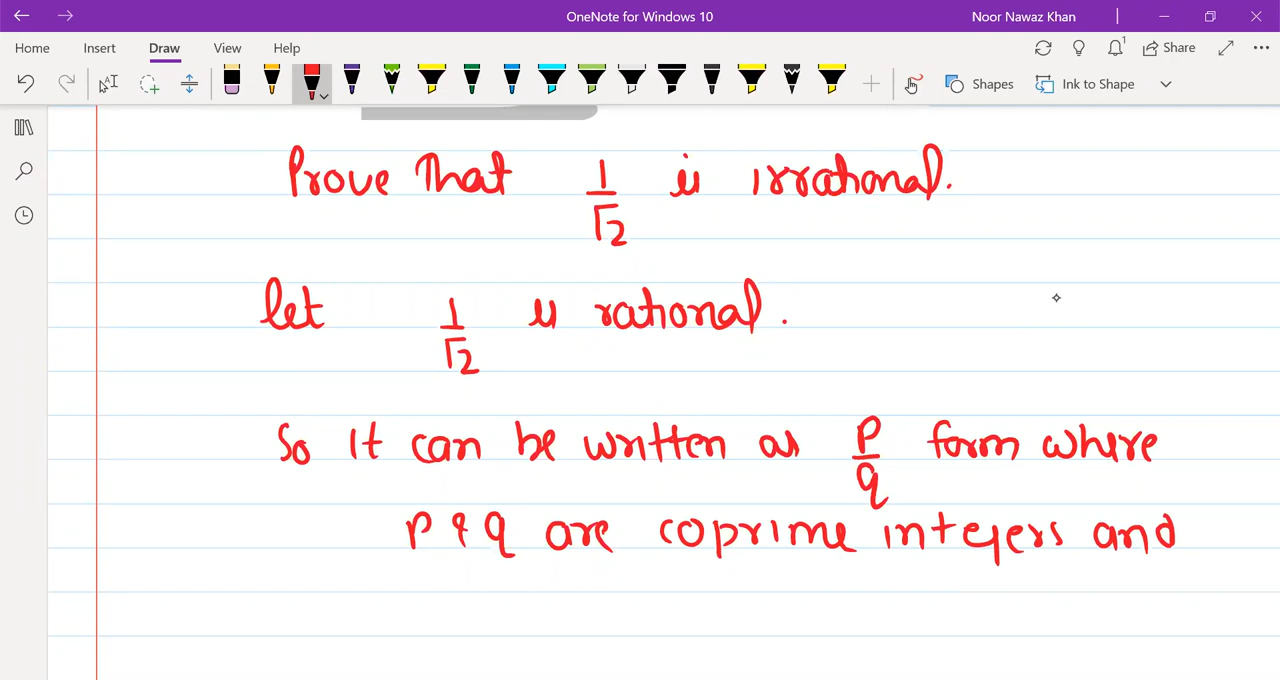 OneNote for Windows 10
Noor Nawaz Khan
Home Insert Draw View Help
1 Share
Shapes Ink to Shape
Prove that 1/√2 is irrational.
let 1/√2 is rational.
So it can be written as P/q form where
P & q are coprime integers and